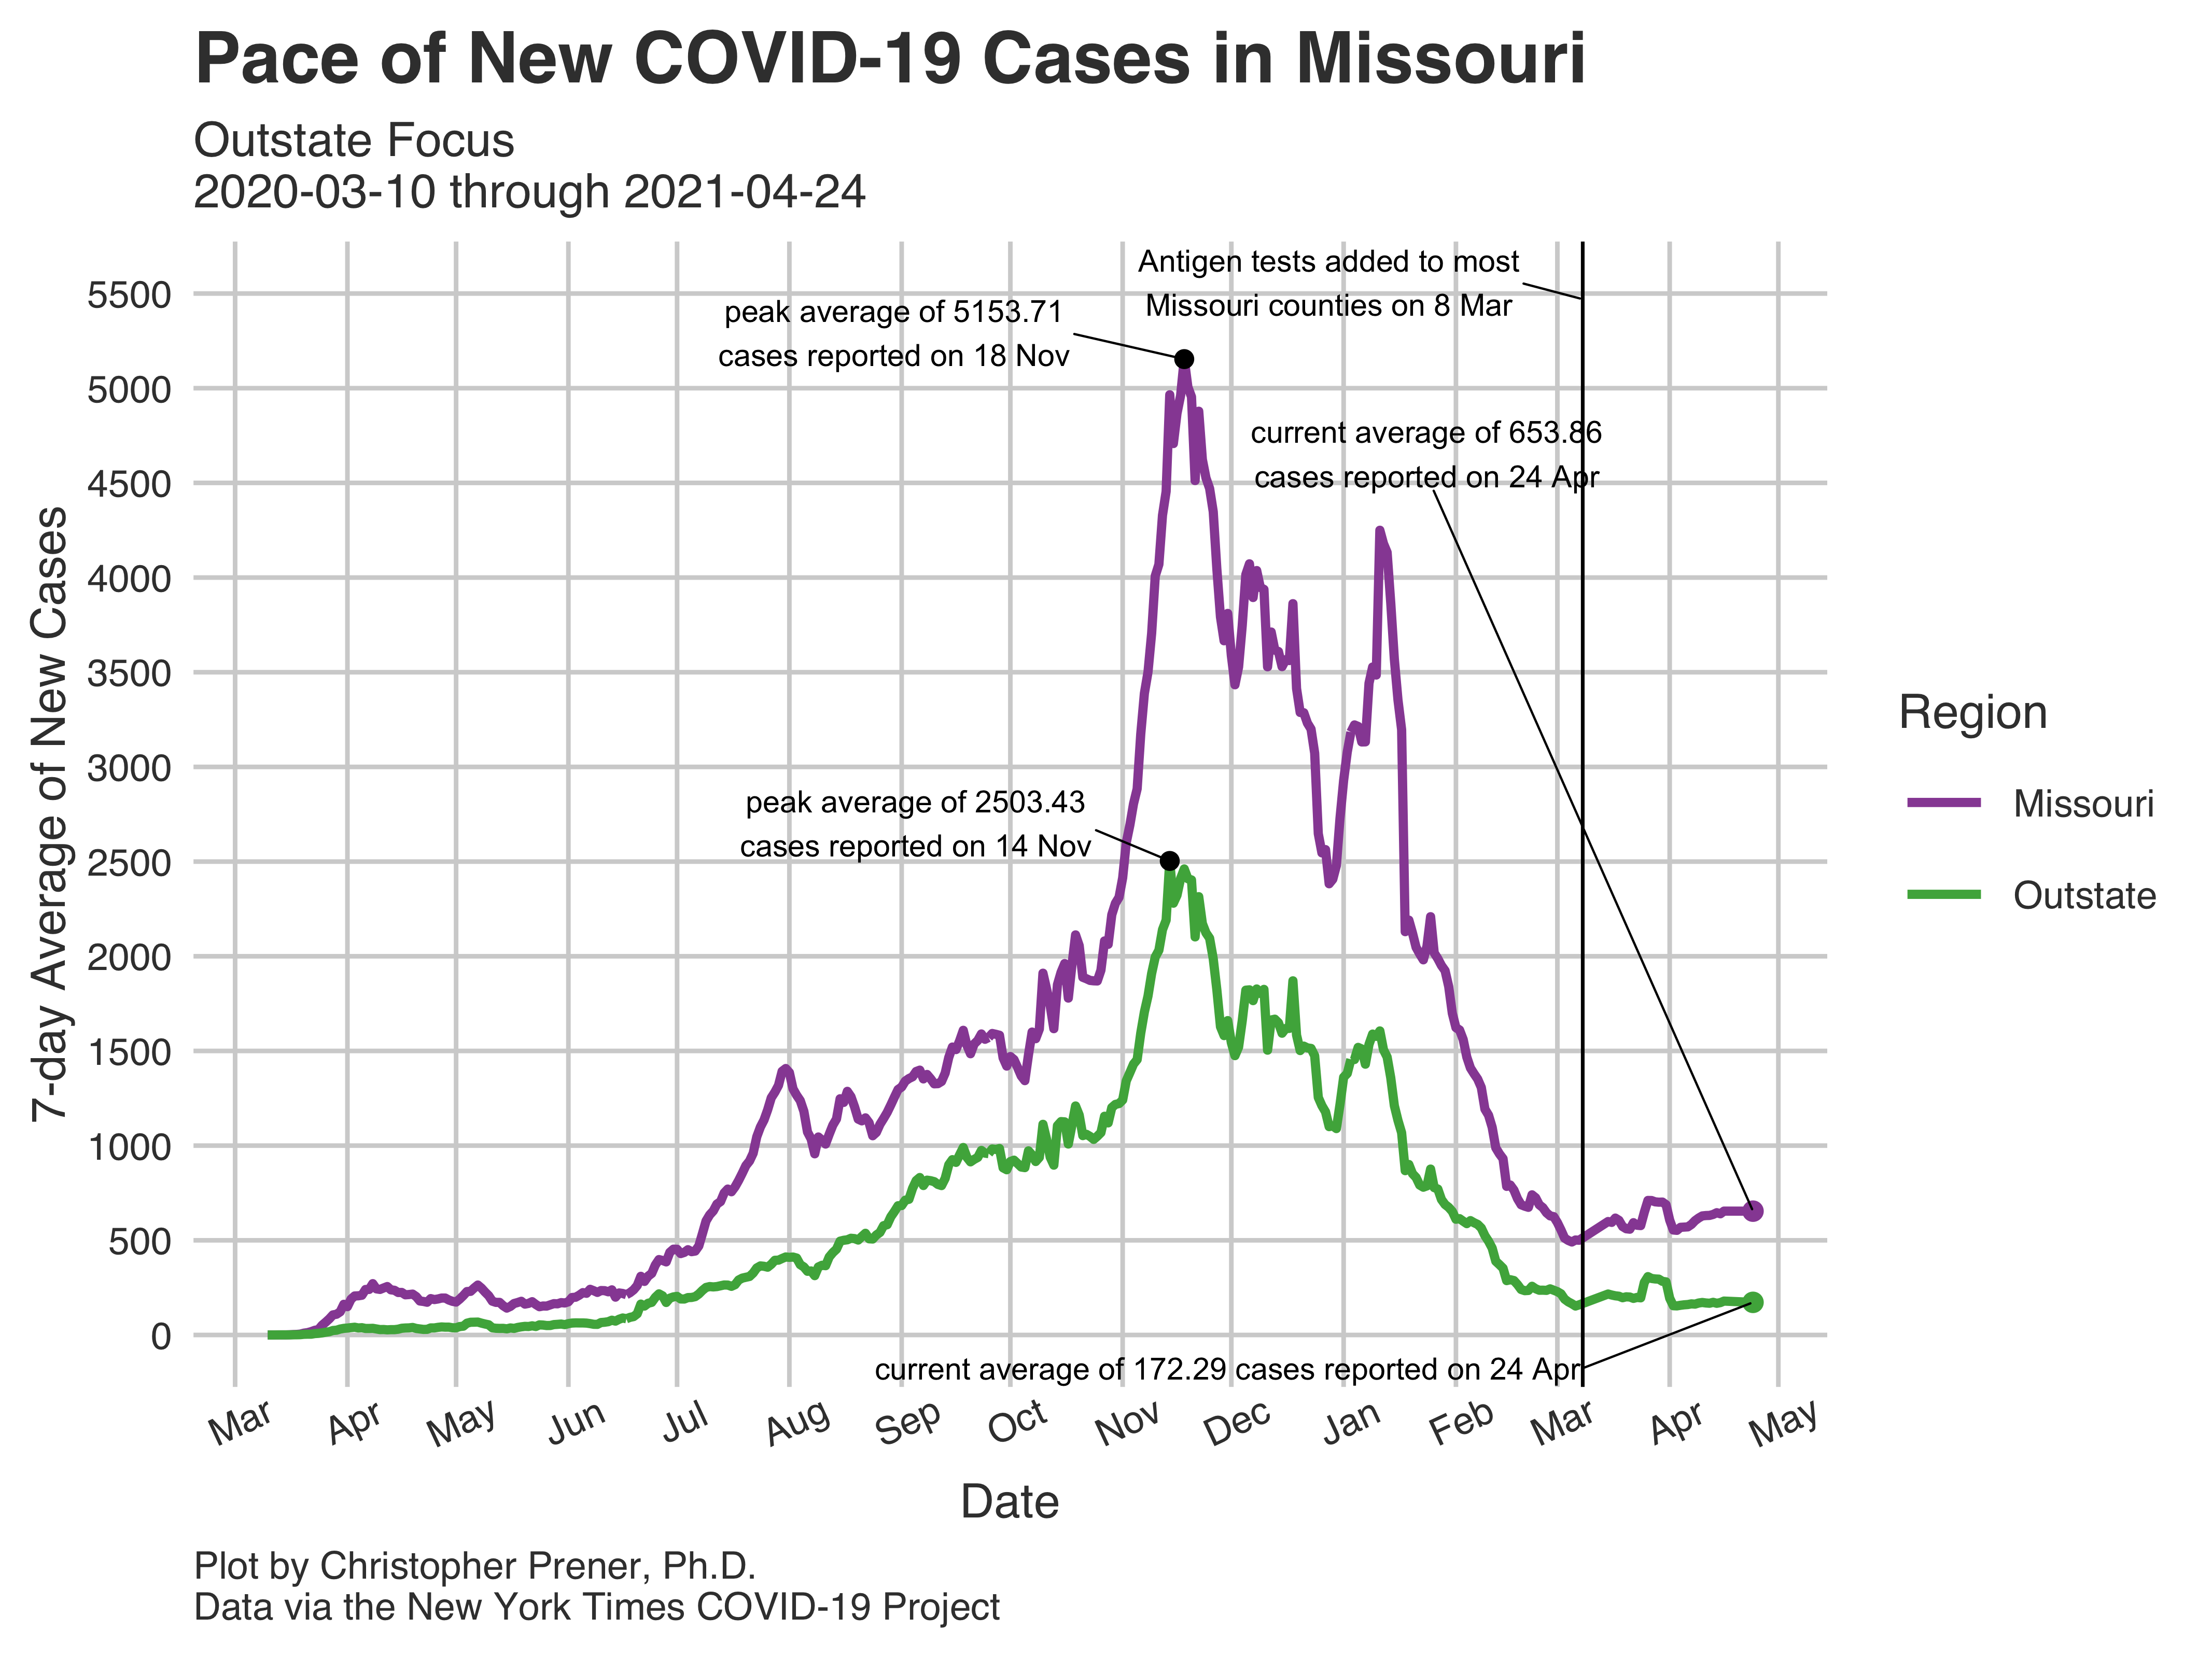 Pace of New COVID-19 Cases in Missouri
Outstate Focus
2020-03-10 through 2021-04-24
Antigen tests added to most
Missouri counties on 8 Mar
peak average of 5153.71
cases reported on 18 Nov
current average of 653.86
cases reported on 24 Apr
peak average of 2503.43
cases reported on 14 Nov
current average of 172.29 cases reported on 24 Apr
7-day Average of New Cases
5500
5000
4500
4000
3500
3000
2500
2000
1500
1000
500
0
Mar
Apr
May
Jun
Jul
Aug
Sep
Oct
Nov
Dec
Jan
Feb
Mar
Apr
May
Date
Region
Missouri
Outstate
Plot by Christopher Prener, Ph.D.
Data via the New York Times COVID-19 Project